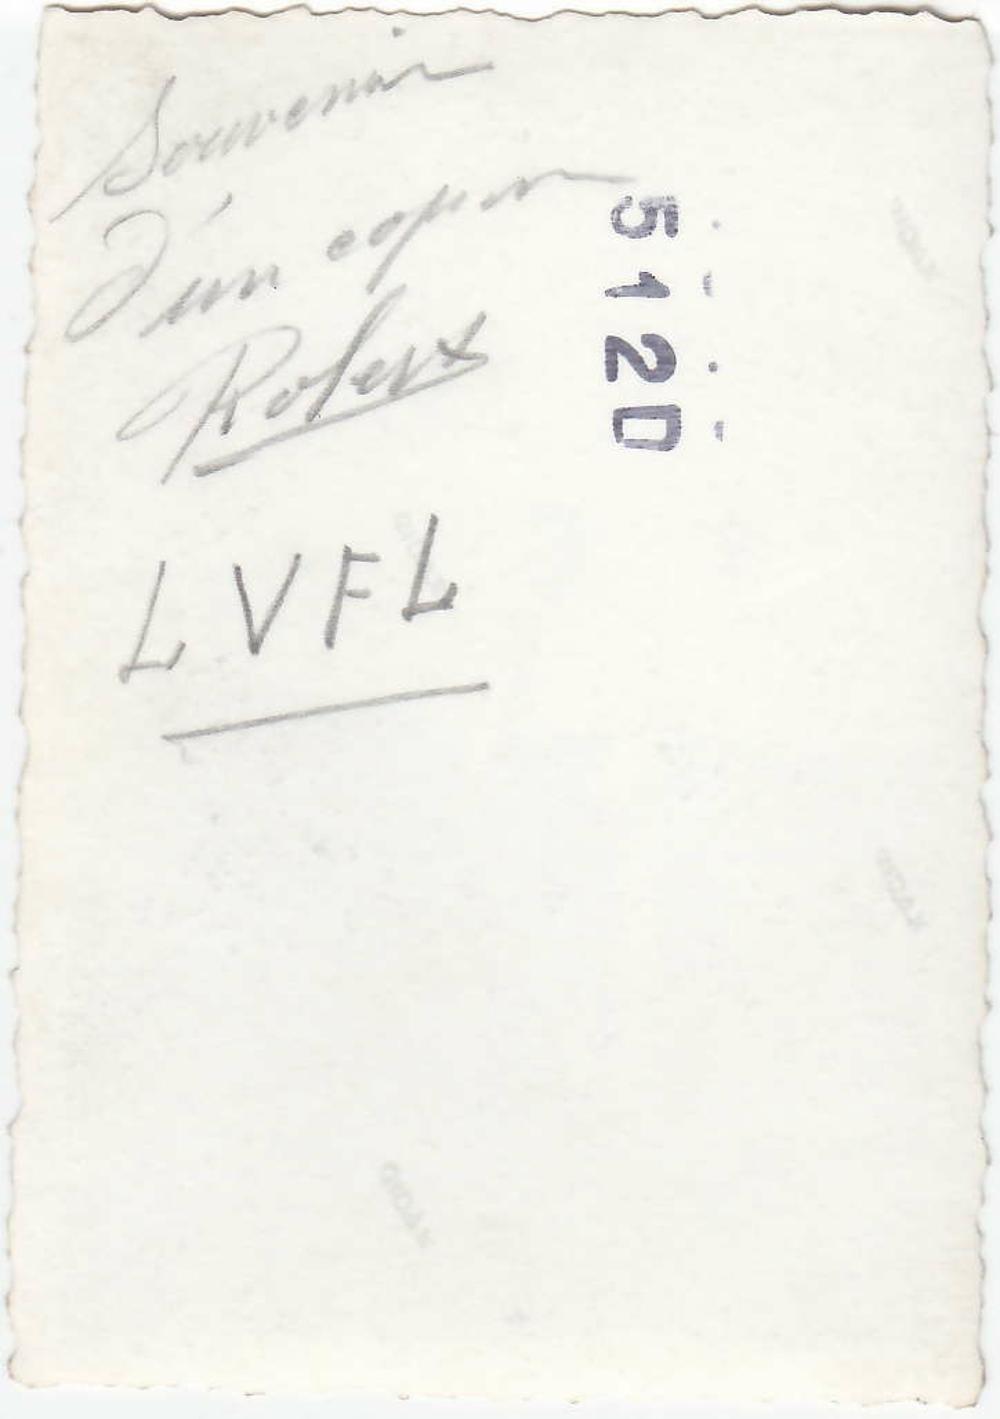 Souvenir
d'un copain
Robert
LVFL
5120